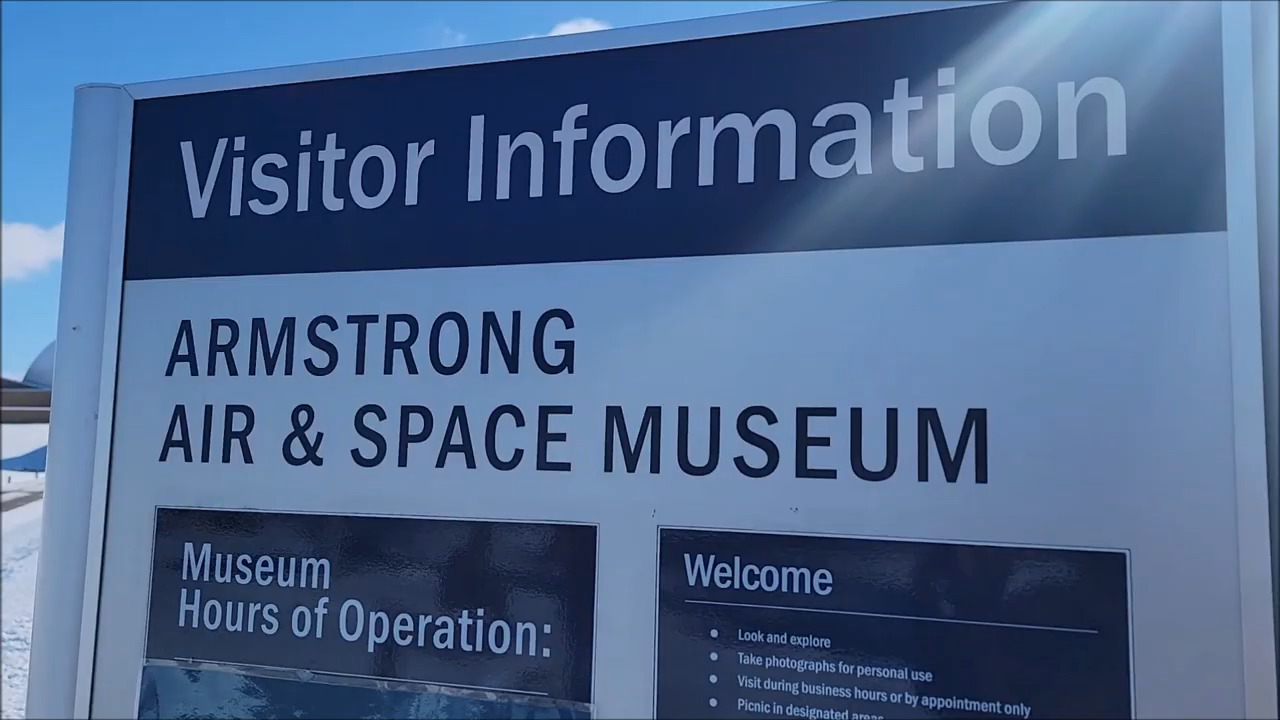 Visitor Information
ARMSTRONG
AIR & SPACE MUSEUM
Museum
Hours of Operation:
Welcome
● Look and explore
● Take photographs for personal use
● Visit during business hours or by appointment only
● Picnic in designated areas